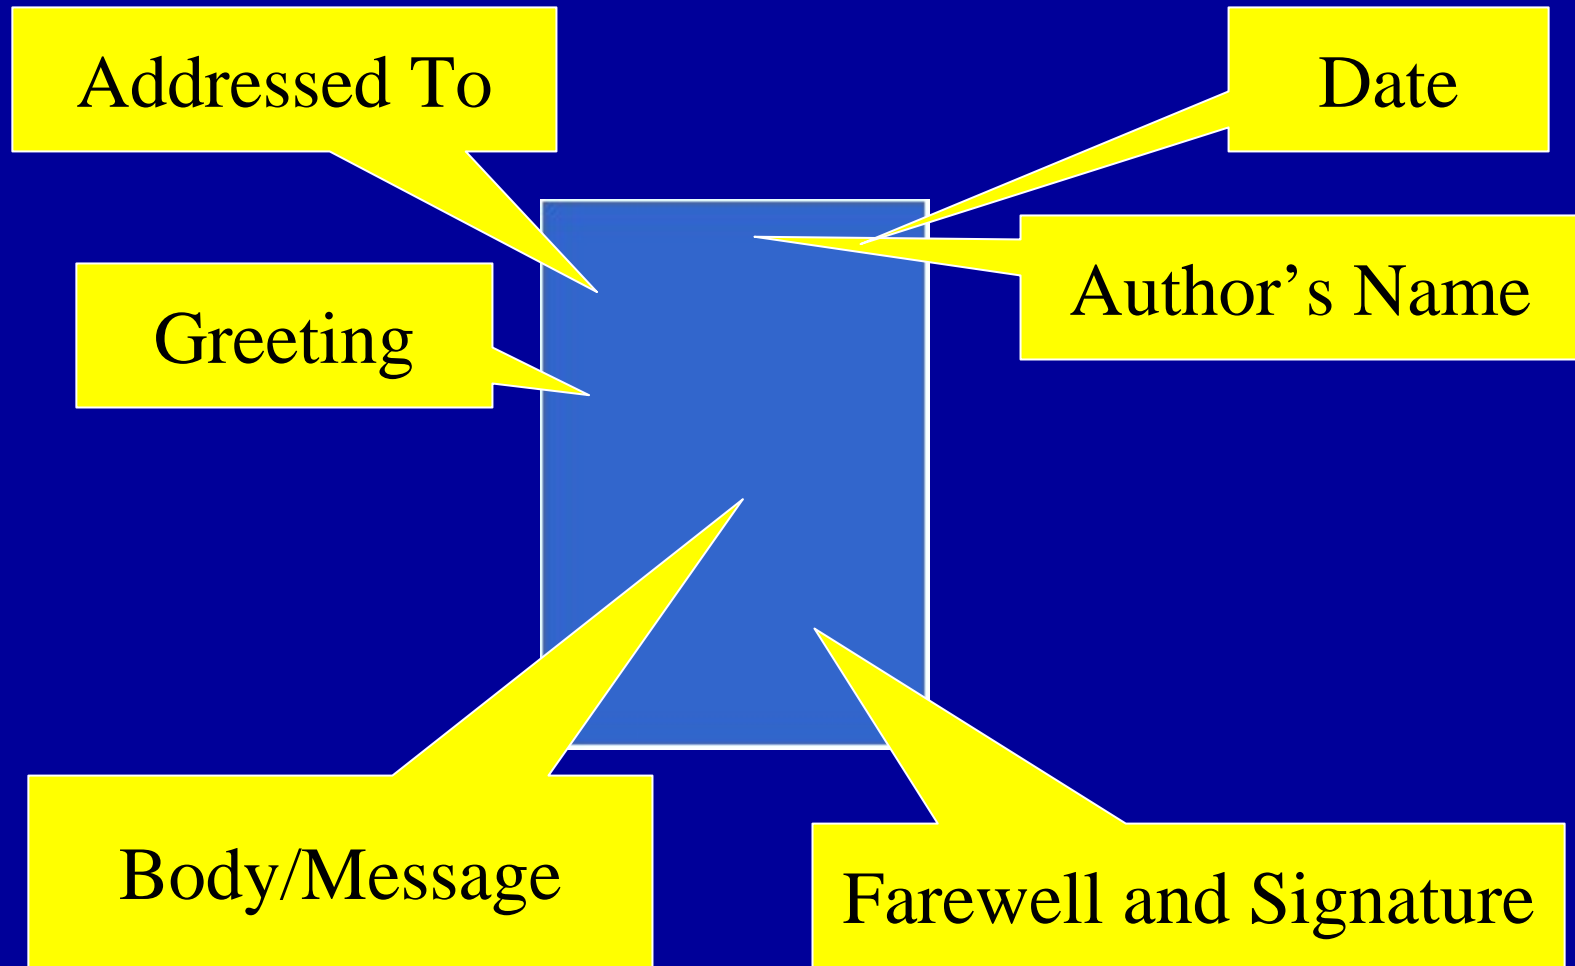 Addressed To
Date
Author’s Name
Greeting
Body/Message
Farewell and Signature